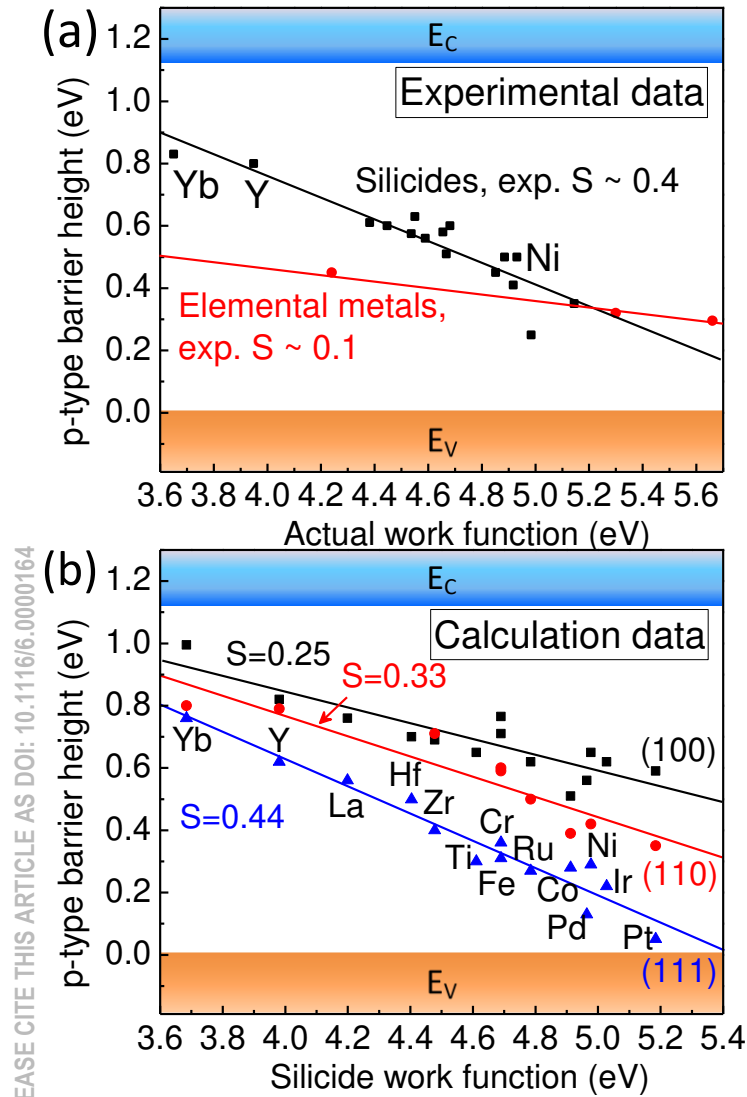 (a)
E_C
Experimental data
Silicides, exp. S ~ 0.4
Yb
Y
Ni
Elemental metals,
exp. S ~ 0.1
E_V
p-type barrier height (eV)
1.2
1.0
0.8
0.6
0.4
0.2
0.0
3.6 3.8 4.0 4.2 4.4 4.6 4.8 5.0 5.2 5.4 5.6
Actual work function (eV)
(b)
E_C
Calculation data
S=0.25
S=0.33
S=0.44
Yb
Y
La
Hf
Zr
Ti
Cr
Fe
Ru
Co
Ni
Pd
Ir
Pt
(100)
(110)
(111)
E_V
p-type barrier height (eV)
1.2
1.0
0.8
0.6
0.4
0.2
0.0
3.6 3.8 4.0 4.2 4.4 4.6 4.8 5.0 5.2 5.4
Silicide work function (eV)
EASE CITE THIS ARTICLE AS DOI: 10.1116/6.0000164